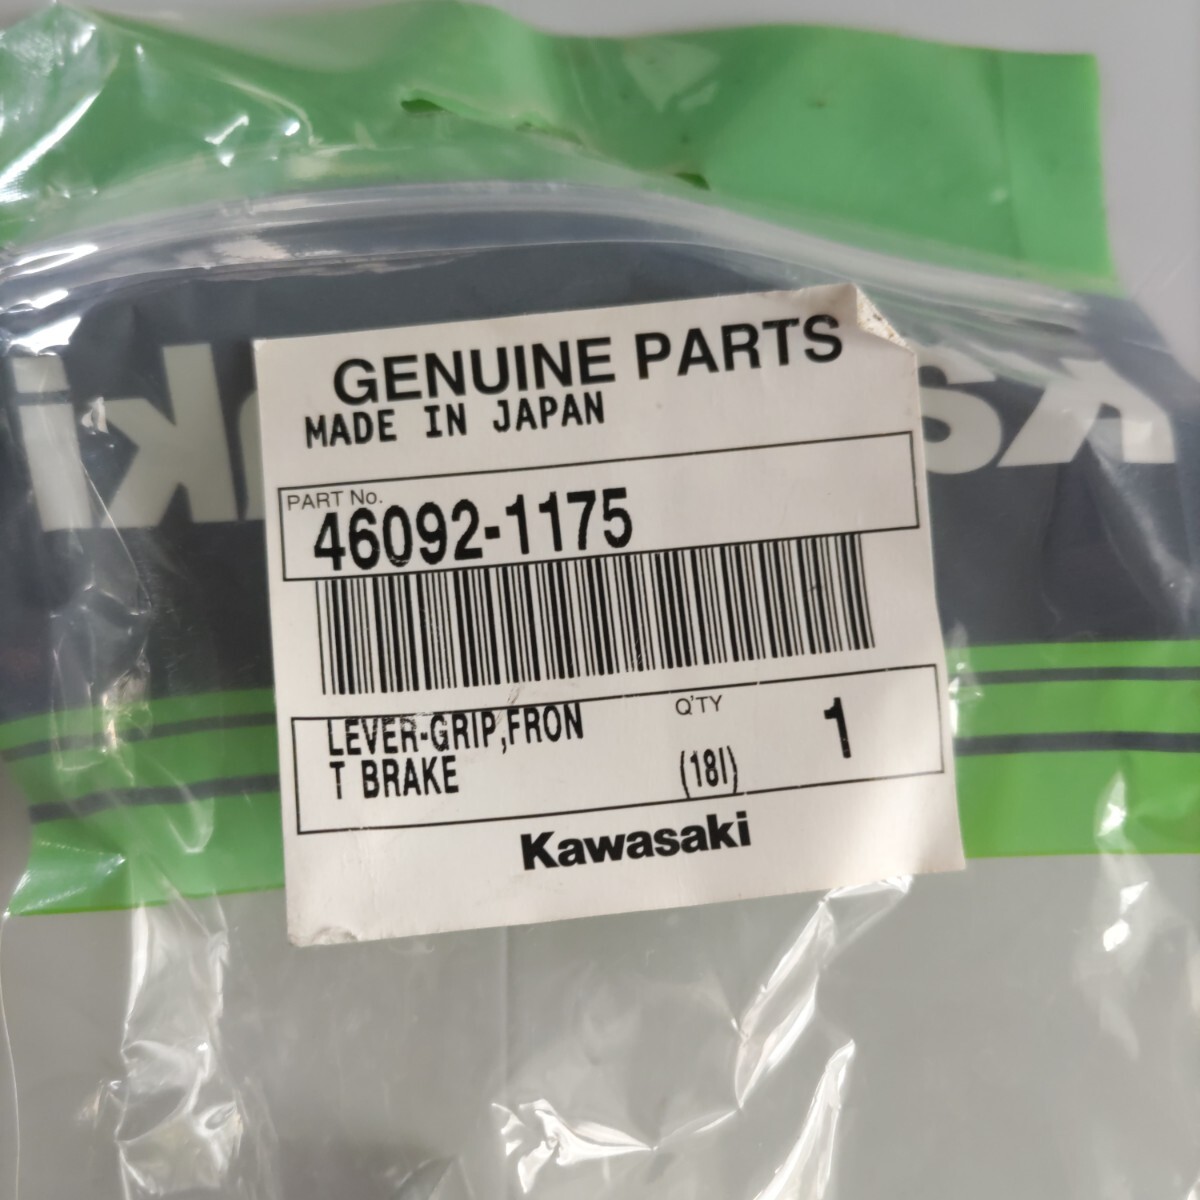 GENUINE PARTS
MADE IN JAPAN
PART No.
46092-1175
LEVER-GRIP,FRON
T BRAKE
Q'TY
(18I)
1
Kawasaki